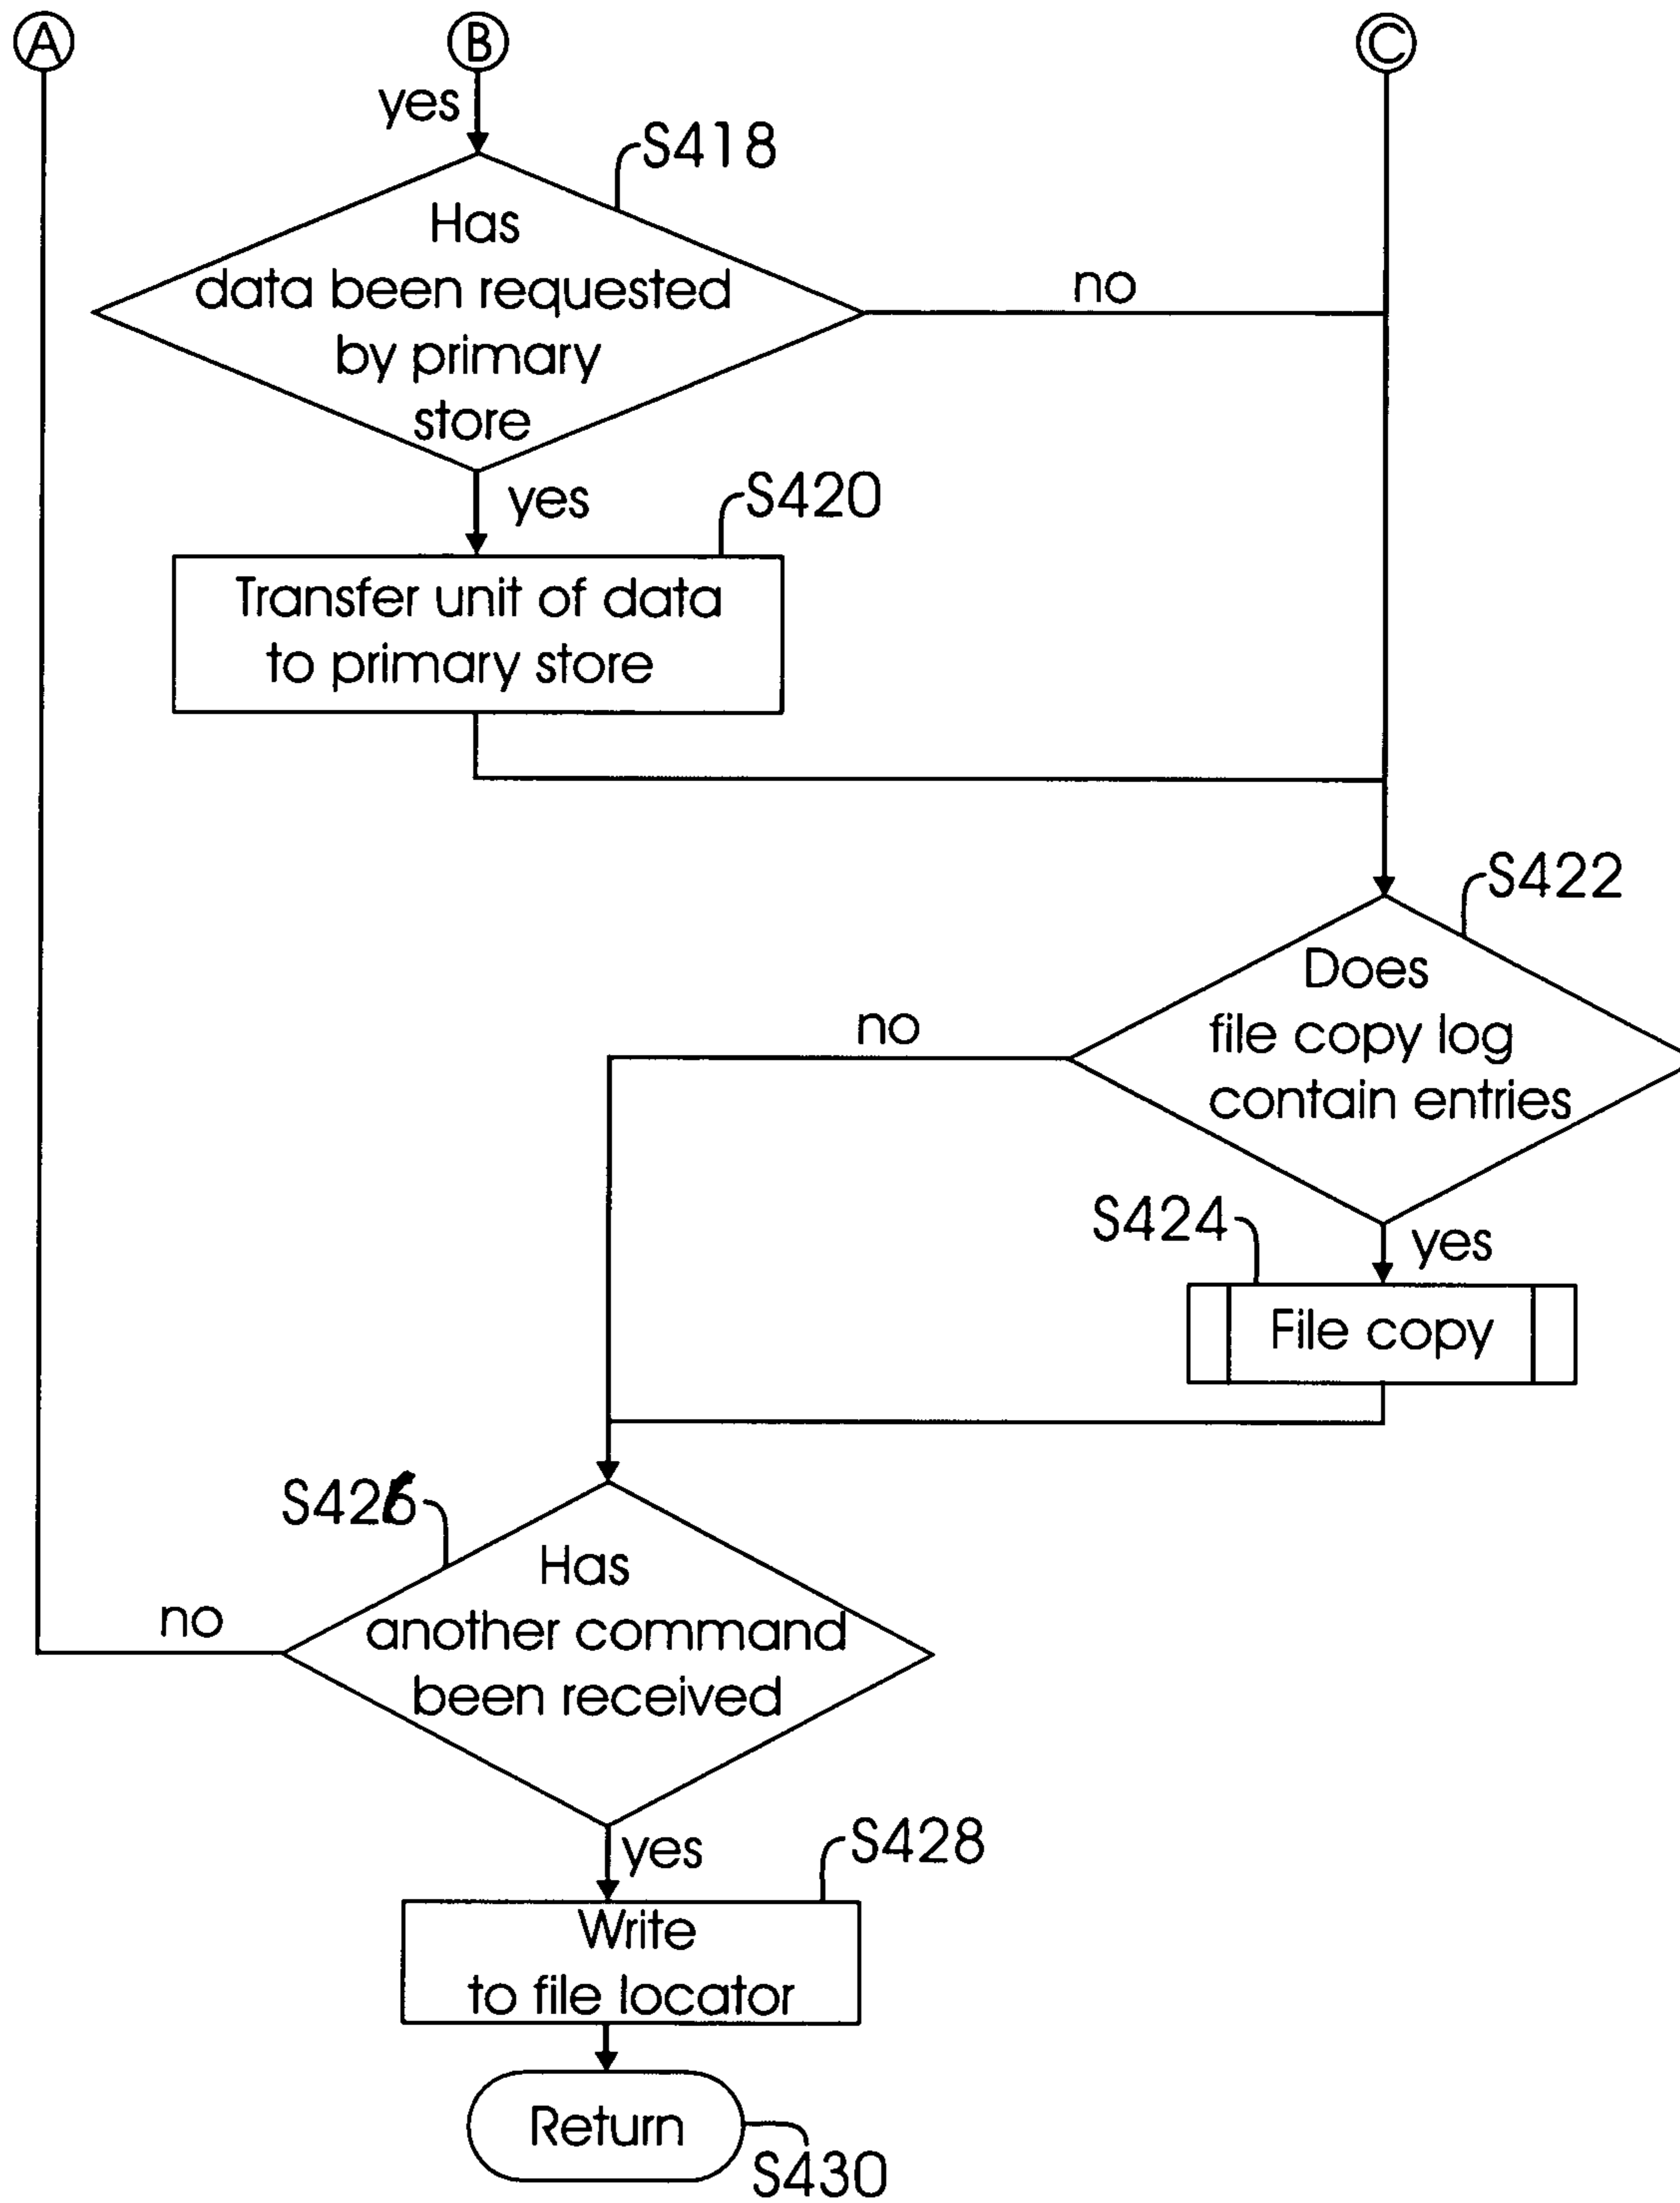 A
B
C
yes
S418
Has
data been requested
by primary
store
no
yes
S420
Transfer unit of data
to primary store
S422
Does
file copy log
contain entries
no
S424
yes
File copy
S426
Has
another command
been received
no
yes
S428
Write
to file locator
Return
S430